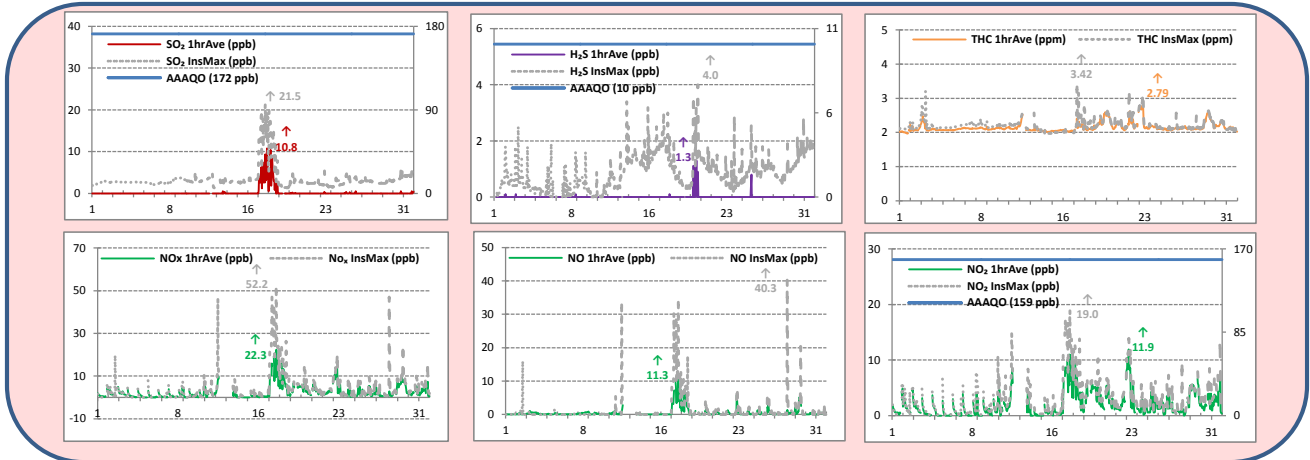 SO₂ 1hrAve (ppb)
SO₂ InsMax (ppb)
AAAQO (172 ppb)
40
30
20
10
0
180
90
0
21.5
10.8
1 8 16 23 31
H₂S 1hrAve (ppb)
H₂S InsMax (ppb)
AAAQO (10 ppb)
6
4
2
0
11
6
0
4.0
1.3
1 8 16 23 31
THC 1hrAve (ppm) THC InsMax (ppm)
5
4
3
2
1
0
3.42
2.79
1 8 16 23 31
NOx 1hrAve (ppb) Noₓ InsMax (ppb)
70
50
30
10
-10
52.2
22.3
1 8 16 23 31
NO 1hrAve (ppb) NO InsMax (ppb)
50
40
30
20
10
0
40.3
11.3
1 8 16 23 31
NO₂ 1hrAve (ppb)
NO₂ InsMax (ppb)
AAAQO (159 ppb)
30
20
10
0
170
85
0
19.0
11.9
1 8 16 23 31